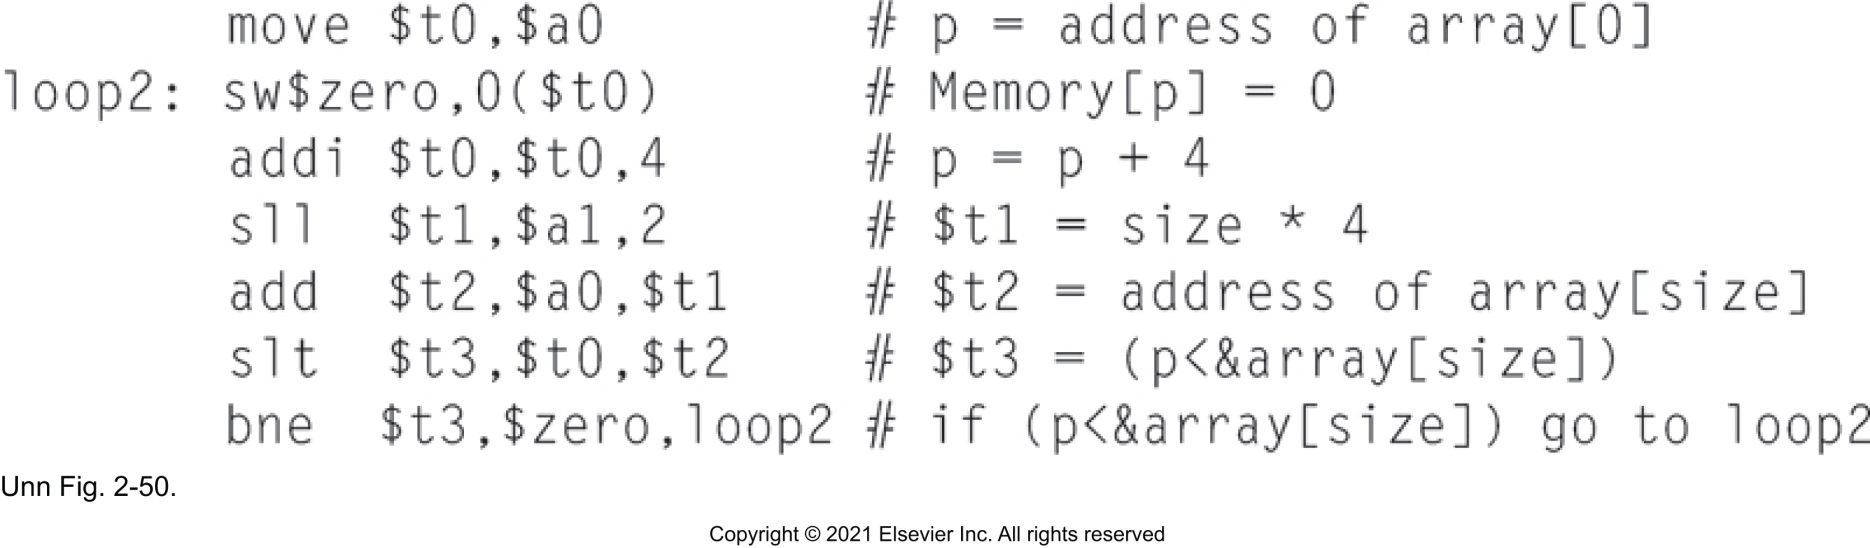 move $t0,$a0 # p = address of array[0]
loop2: sw$zero,0($t0) # Memory[p] = 0
addi $t0,$t0,4 # p = p + 4
sll $t1,$a1,2 # $t1 = size * 4
add $t2,$a0,$t1 # $t2 = address of array[size]
slt $t3,$t0,$t2 # $t3 = (p<&array[size])
bne $t3,$zero,loop2 # if (p<&array[size]) go to loop2
Unn Fig. 2-50.
Copyright © 2021 Elsevier Inc. All rights reserved